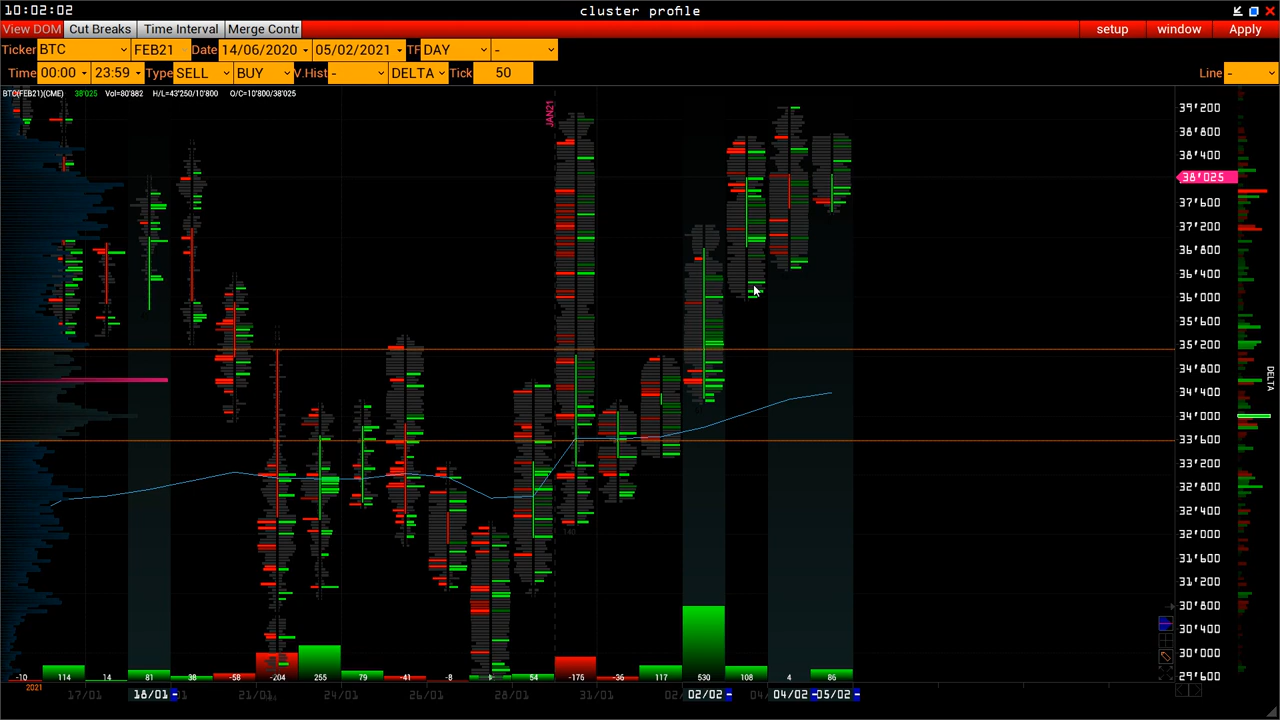 10:02:02 cluster profile
View DOM Cut Breaks Time Interval Merge Contr setup window Apply
Ticker BTC FEB21 Date 14/06/2020 05/02/2021 TF DAY -
Time 00:00 23:59 Type SELL BUY V.Hist - DELTA Tick 50 Line -
BTC(FEB21)(CME) 38'025 Vol=80'882 H/L=43'250/10'800 O/C=10'800/38'025
JAN21
39'200
38'800
38'400
38'025
37'600
37'200
36'400
36'000
35'600
35'200
34'800
34'400
34'000
33'600
33'200
32'800
32'400
32'000
31'600
31'200
30'800
30'400
29'600
DELTA
-10 114 14 81 38 -58 -204 255 79 -41 -8 54 -176 -36 117 530 108 4 86
2021
17/01 18/01 21/01 24/01 26/01 28/01 31/01 02/02 04/02 05/02